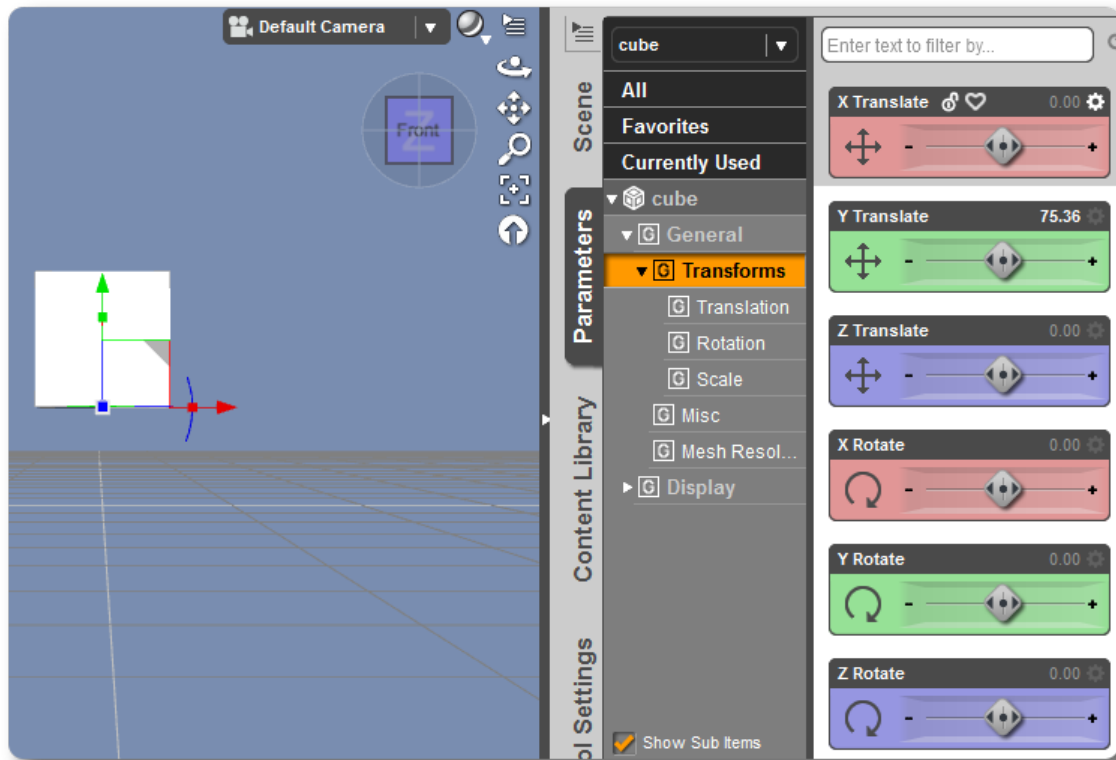 Default Camera
Front
Z
Scene
Parameters
Content Library
ol Settings
cube
All
Favorites
Currently Used
cube
G General
G Transforms
G Translation
G Rotation
G Scale
G Misc
G Mesh Resol...
G Display
Show Sub Items
Enter text to filter by...
X Translate 0.00
- +
Y Translate 75.36
- +
Z Translate 0.00
- +
X Rotate 0.00
- +
Y Rotate 0.00
- +
Z Rotate 0.00
- +